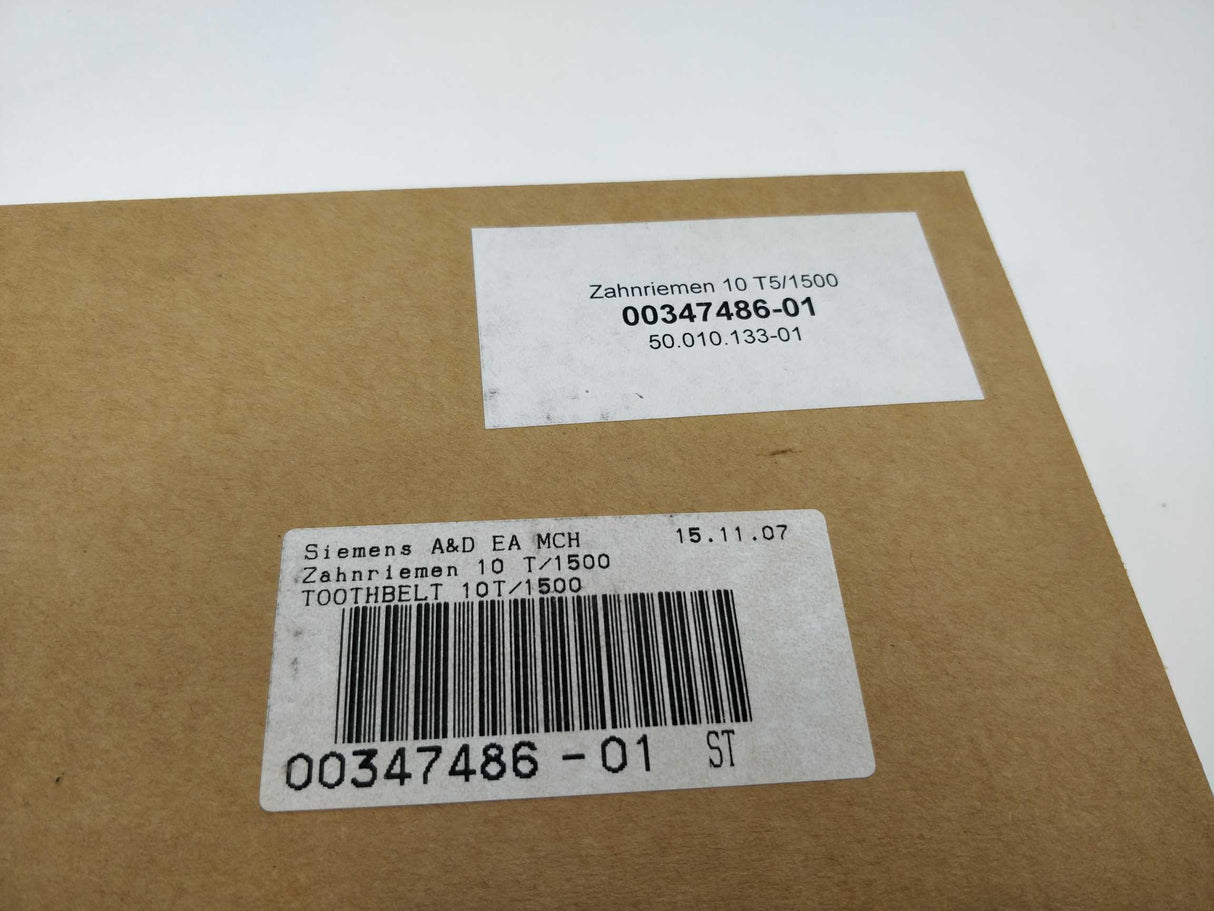 Zahnriemen 10 T5/1500
00347486-01
50.010.133-01
Siemens A&D EA MCH 15.11.07
Zahnriemen 10 T/1500
TOOTHBELT 10T/1500
00347486-01 ST